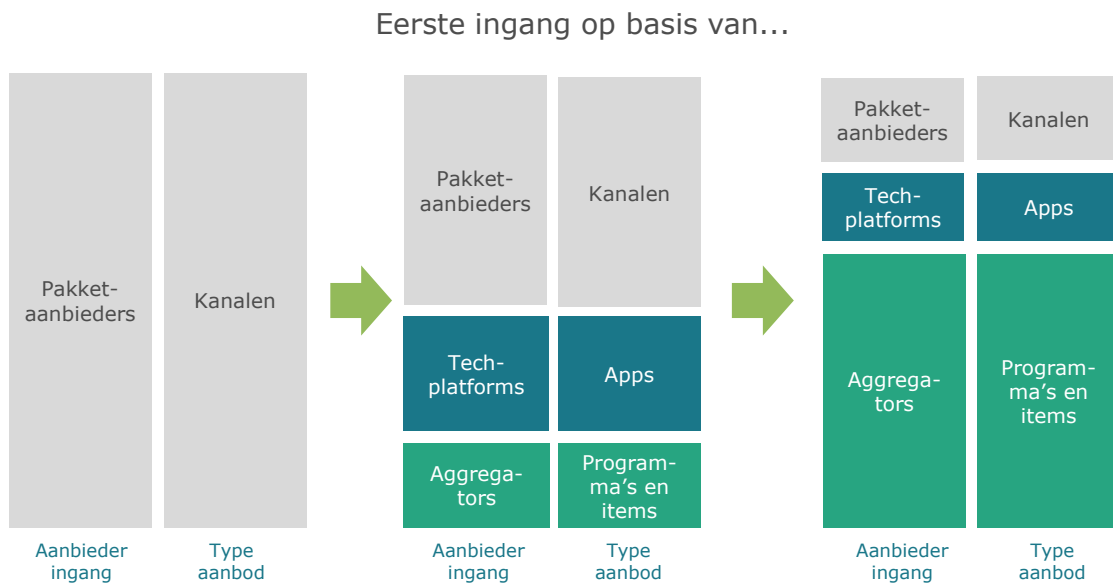 Eerste ingang op basis van...
Pakket-
aanbieders
Kanalen
Aanbieder
ingang
Type
aanbod
Pakket-
aanbieders
Kanalen
Tech-
platforms
Apps
Aggrega-
tors
Program-
ma's en
items
Aanbieder
ingang
Type
aanbod
Pakket-
aanbieders
Kanalen
Tech-
platforms
Apps
Aggrega-
tors
Program-
ma's en
items
Aanbieder
ingang
Type
aanbod